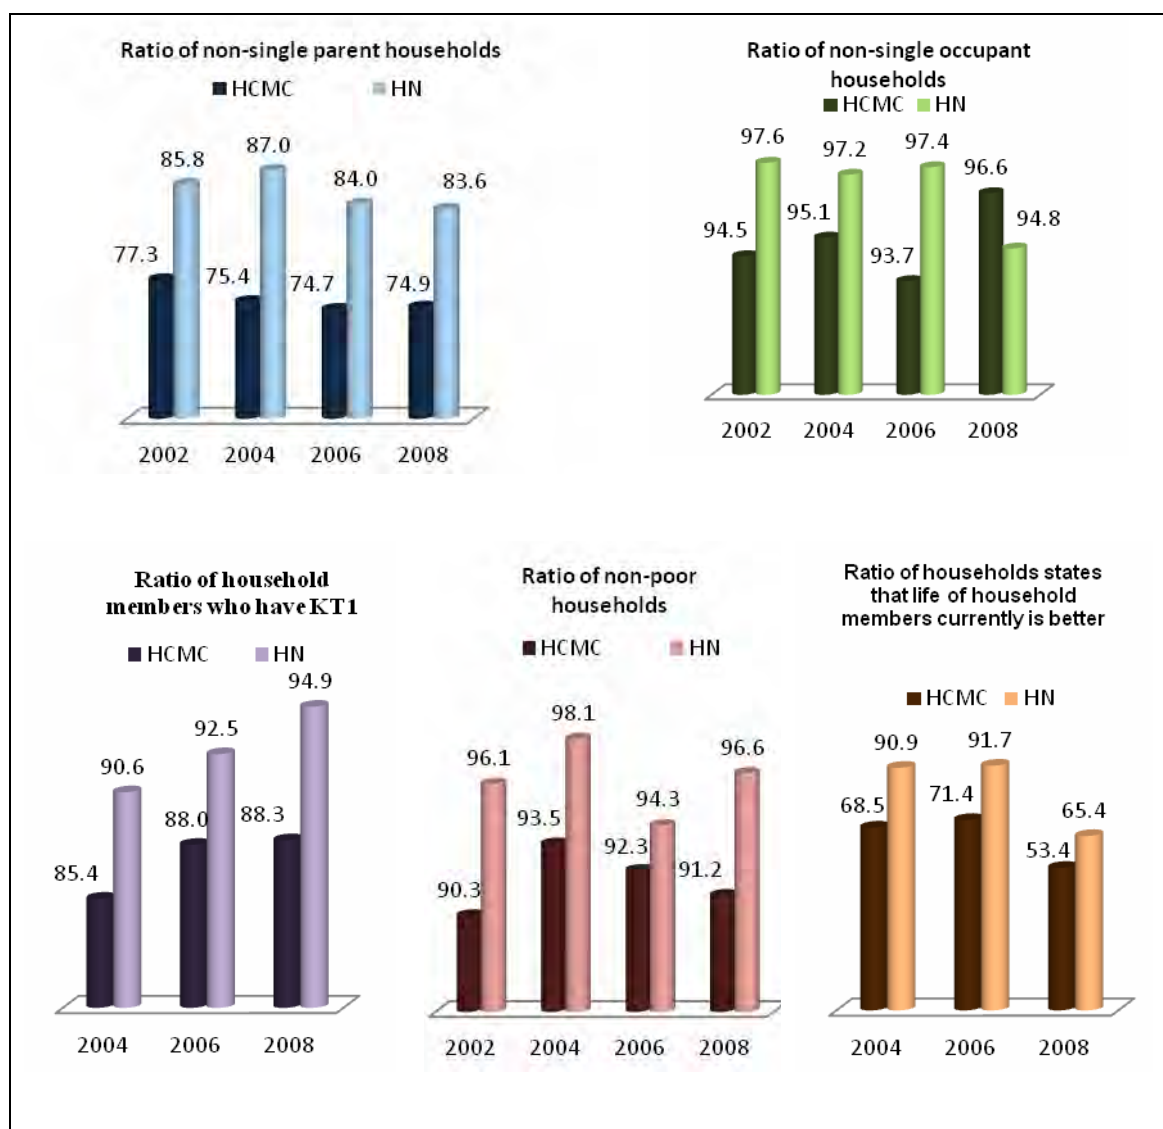 Ratio of non-single parent households
HCMC HN
77.3 85.8 75.4 87.0 74.7 84.0 74.9 83.6
2002 2004 2006 2008
Ratio of non-single occupant
households
HCMC HN
94.5 97.6 95.1 97.2 93.7 97.4 96.6 94.8
2002 2004 2006 2008
Ratio of household
members who have KT1
HCMC HN
85.4 90.6 88.0 92.5 88.3 94.9
2004 2006 2008
Ratio of non-poor
households
HCMC HN
90.3 96.1 93.5 98.1 92.3 94.3 91.2 96.6
2002 2004 2006 2008
Ratio of households states
that life of household
members currently is better
HCMC HN
68.5 90.9 71.4 91.7 53.4 65.4
2004 2006 2008